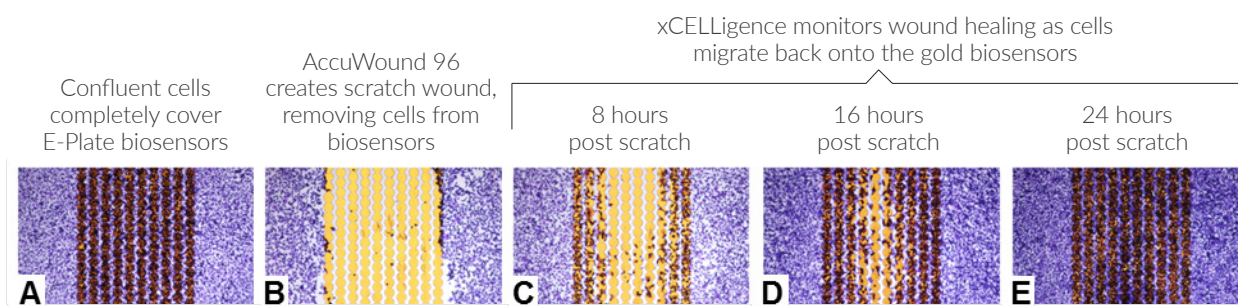 xCELLigence monitors wound healing as cells
migrate back onto the gold biosensors
Confluent cells
completely cover
E-Plate biosensors
AccuWound 96
creates scratch wound,
removing cells from
biosensors
8 hours
post scratch
16 hours
post scratch
24 hours
post scratch
A
B
C
D
E